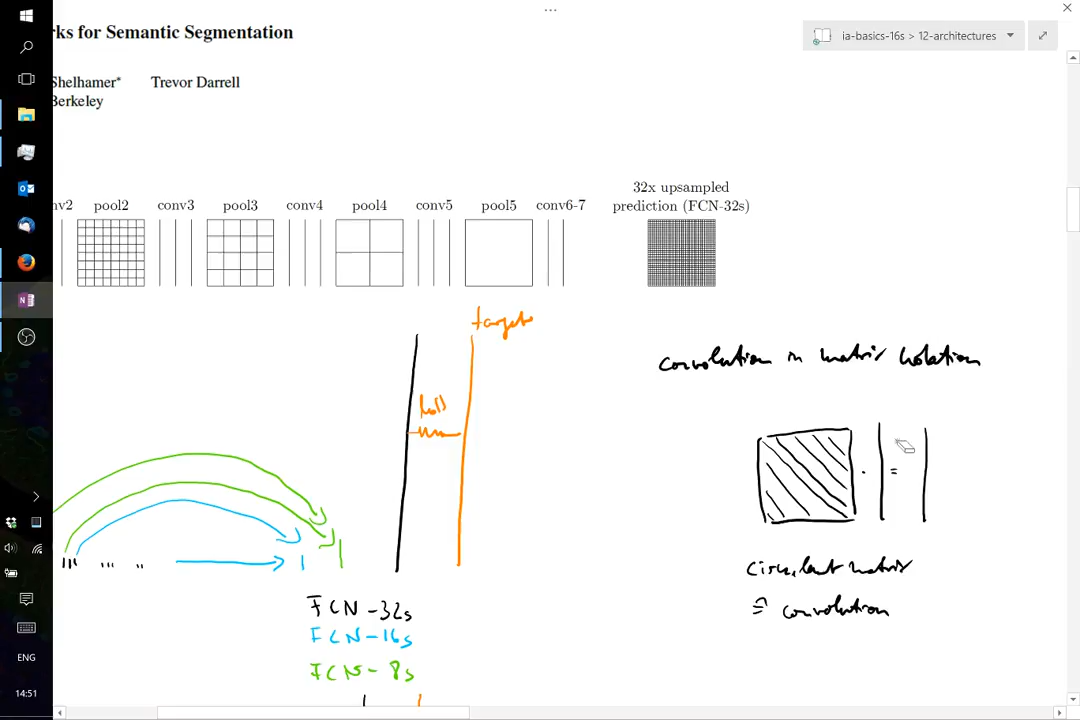 rks for Semantic Segmentation
ia-basics-16s > 12-architectures
Shelhamer* Trevor Darrell
Berkeley
32x upsampled
prediction (FCN-32s)
nv2 pool2 conv3 pool3 conv4 pool4 conv5 pool5 conv6-7
target
convolution in matrix notation
loss
=
circulant matrix
≙ convolution
FCN-32s
FCN-16s
FCN-8s
ENG
14:51